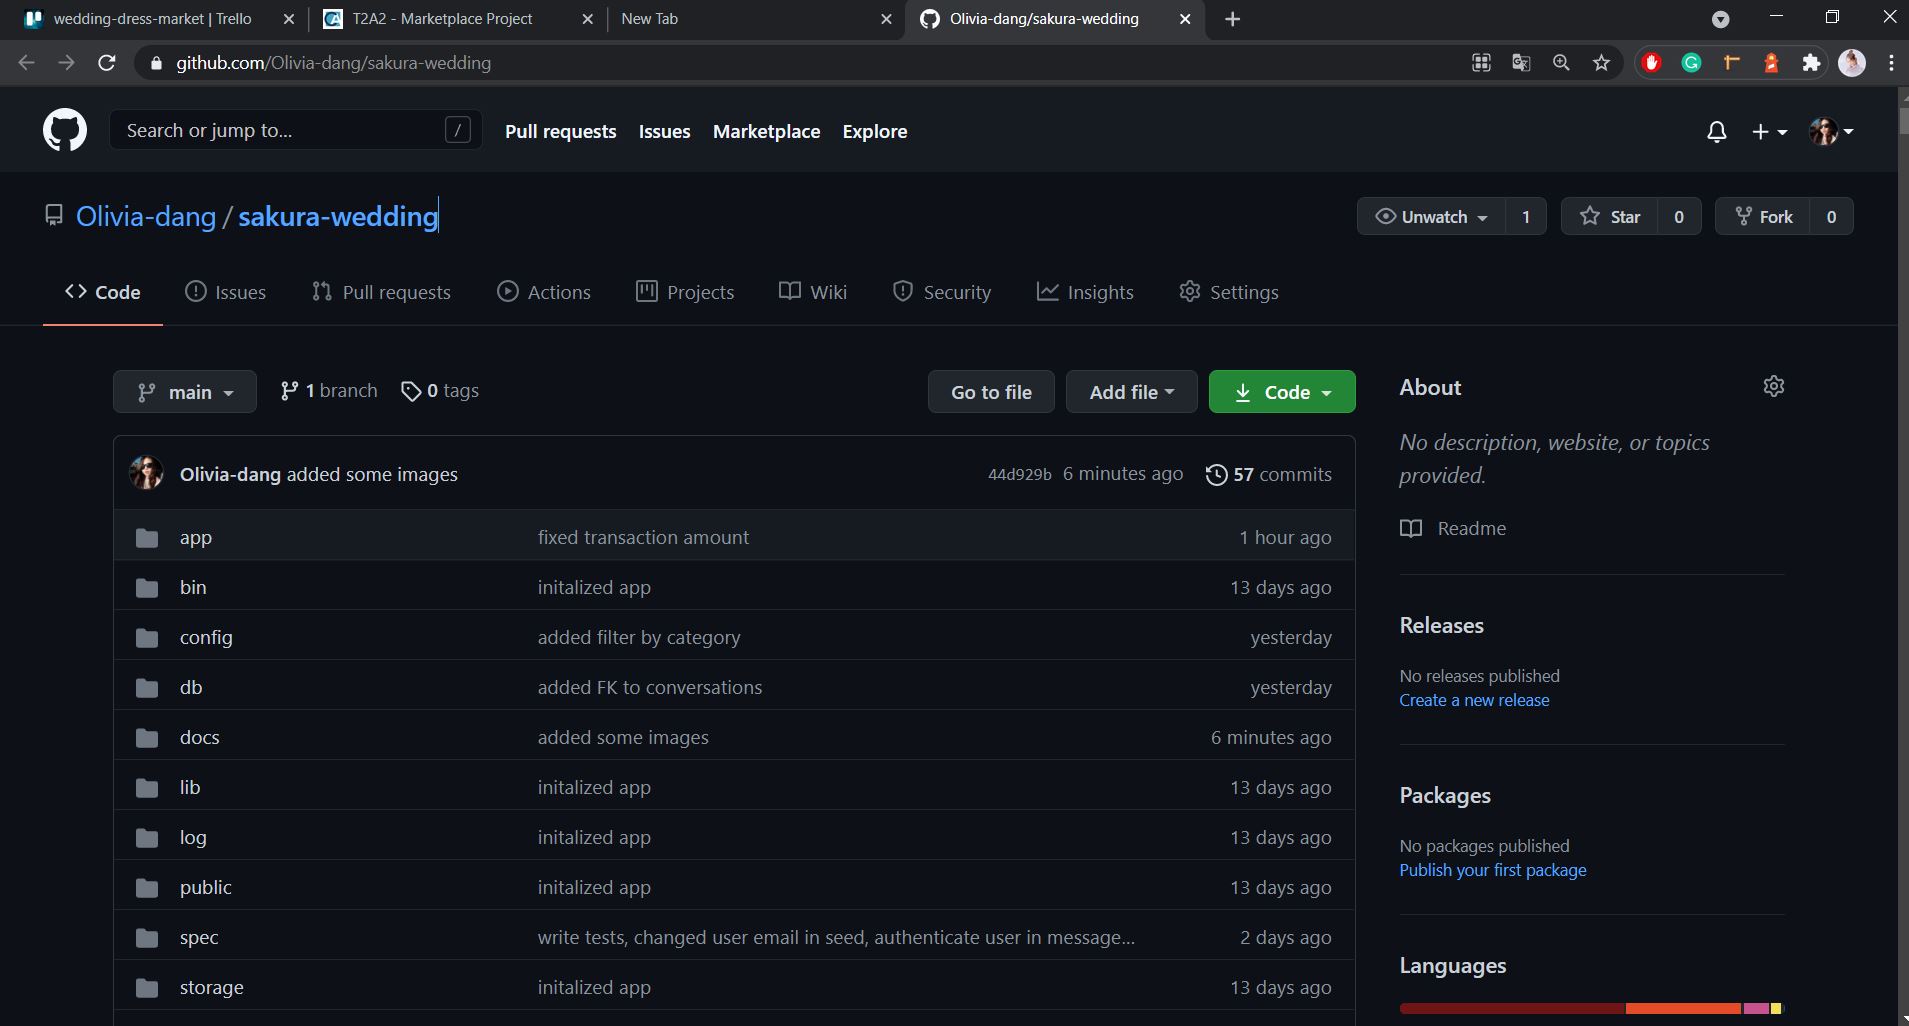 wedding-dress-market | Trello
T2A2 - Marketplace Project
New Tab
Olivia-dang/sakura-wedding
github.com/Olivia-dang/sakura-wedding
Search or jump to...
/
Pull requests
Issues
Marketplace
Explore
Olivia-dang / sakura-wedding
Unwatch
1
Star
0
Fork
0
Code
Issues
Pull requests
Actions
Projects
Wiki
Security
Insights
Settings
main
1 branch
0 tags
Go to file
Add file
Code
Olivia-dang added some images
44d929b 6 minutes ago
57 commits
app fixed transaction amount 1 hour ago
bin initalized app 13 days ago
config added filter by category yesterday
db added FK to conversations yesterday
docs added some images 6 minutes ago
lib initalized app 13 days ago
log initalized app 13 days ago
public initalized app 13 days ago
spec write tests, changed user email in seed, authenticate user in message... 2 days ago
storage initalized app 13 days ago
About
No description, website, or topics
provided.
Readme
Releases
No releases published
Create a new release
Packages
No packages published
Publish your first package
Languages